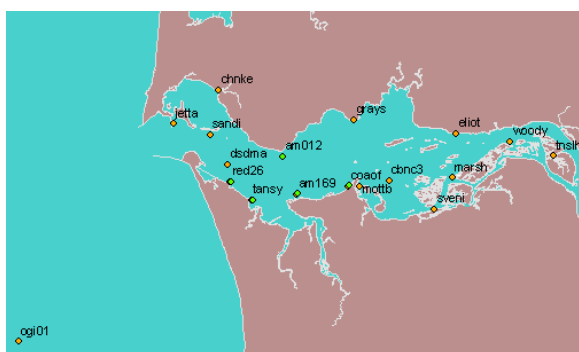 chnke
jetta
sandi
grays
eliot
woody
tnslh
am012
dsdma
red26
tansy
am169
coaof
mottb
cbnc3
marsh
sveni
ogi01